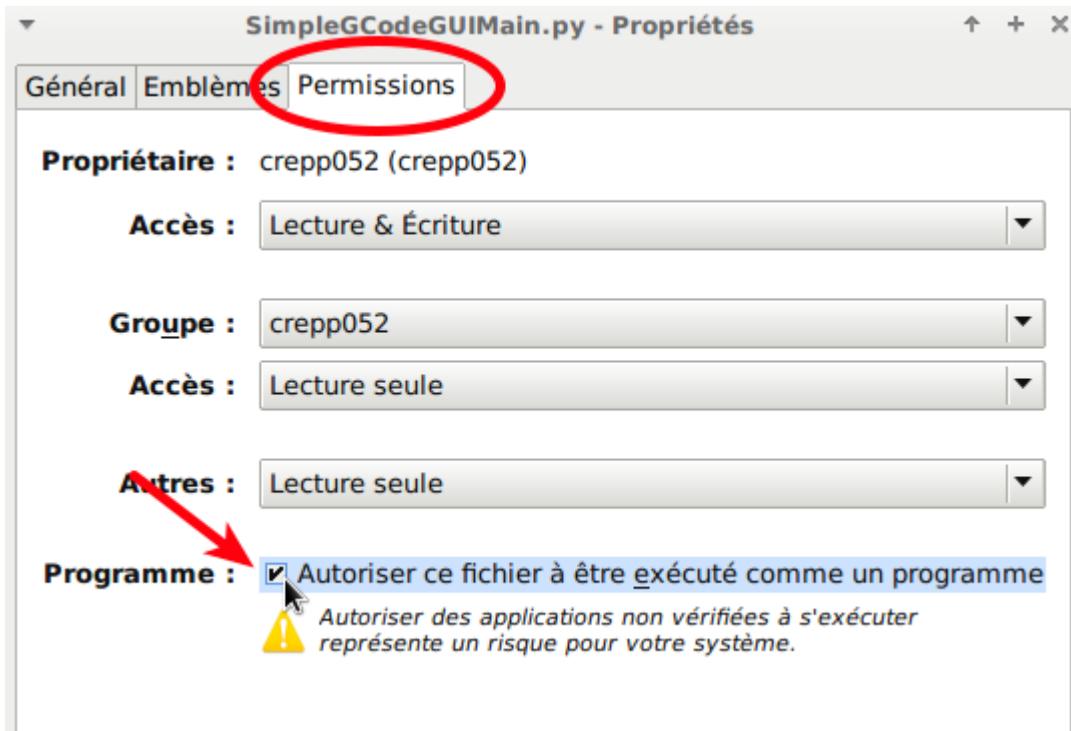 SimpleGCodeGUIMain.py - Propriétés
Général Emblèmes Permissions
Propriétaire : crepp052 (crepp052)
Accès : Lecture & Écriture
Groupe : crepp052
Accès : Lecture seule
Autres : Lecture seule
Programme : Autoriser ce fichier à être exécuté comme un programme
Autoriser des applications non vérifiées à s'exécuter
représente un risque pour votre système.